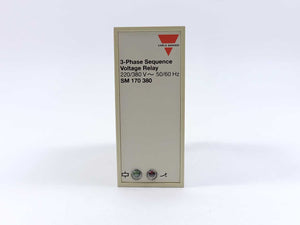 3-Phase Sequence
Voltage Relay
220/380 V ~ 50/60 Hz
SM 170 380